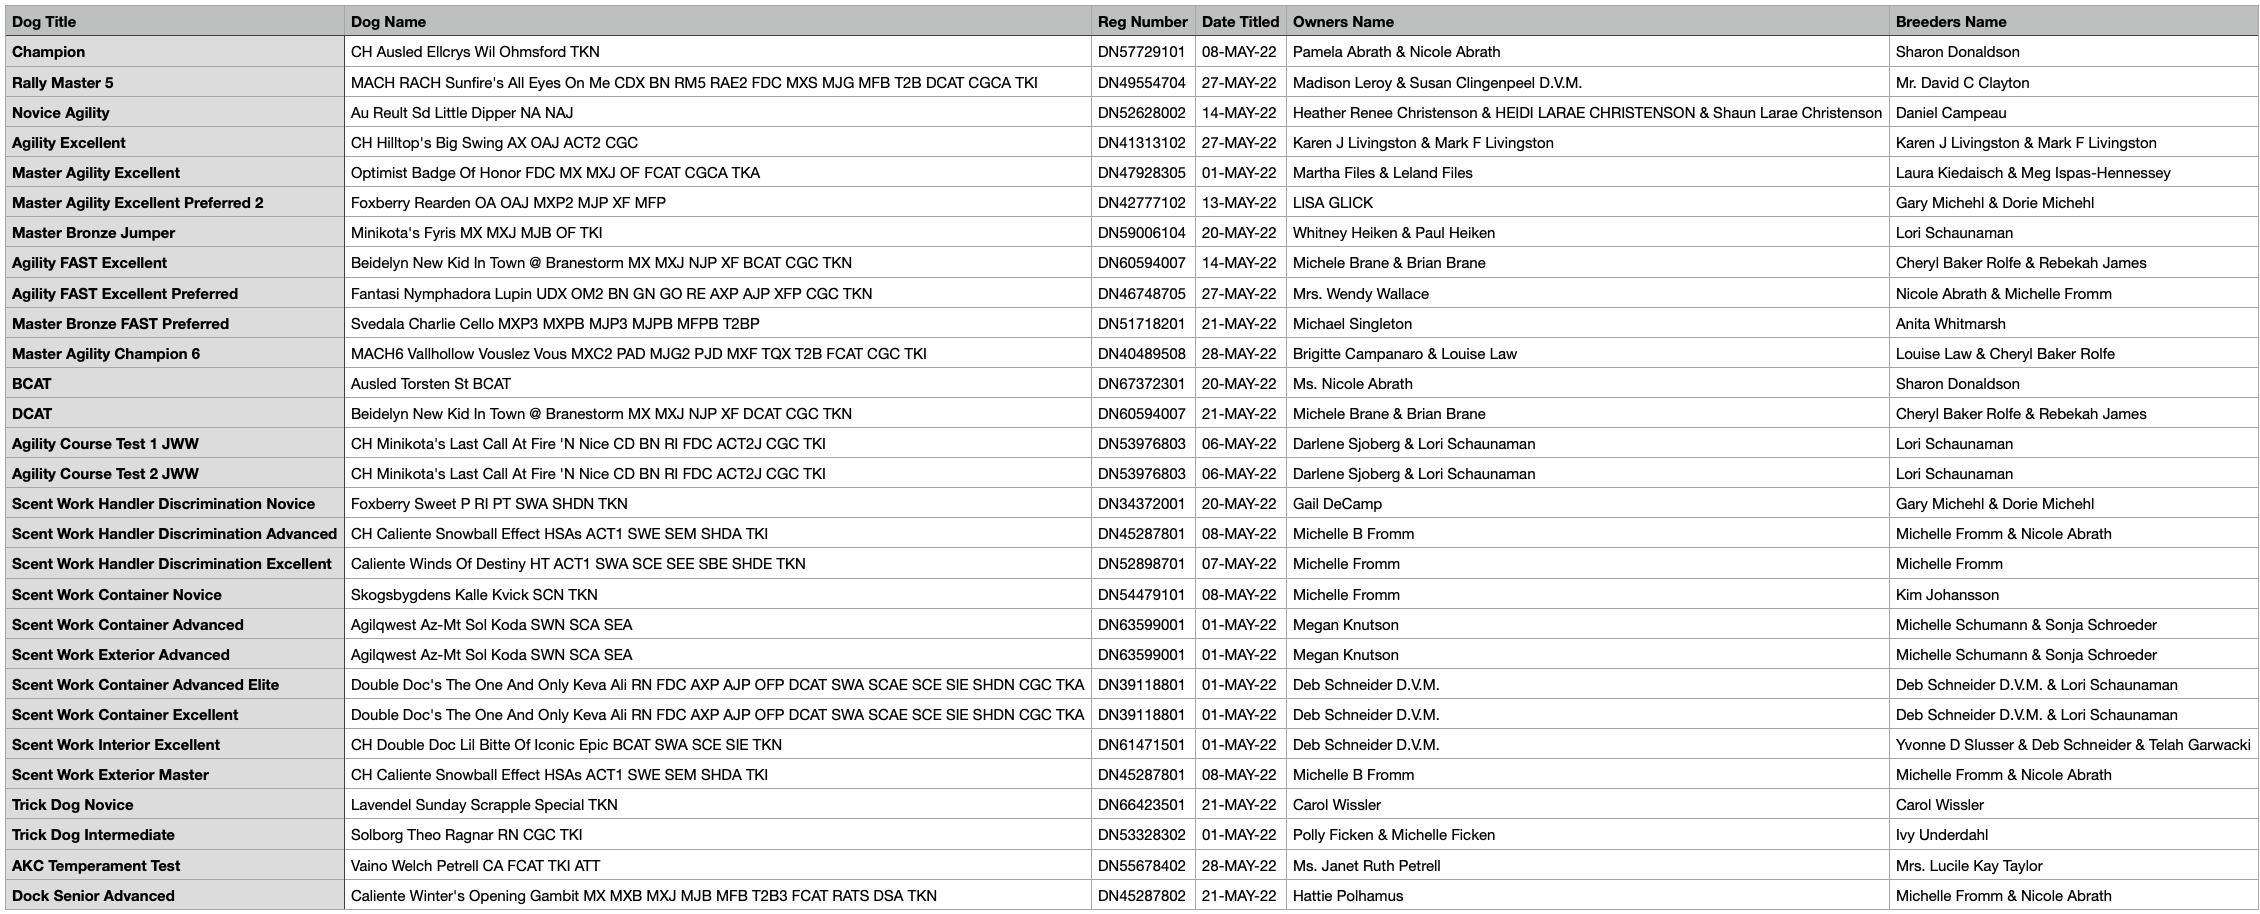 Dog Title Dog Name Reg Number Date Titled Owners Name Breeders Name
Champion CH Ausled Ellcrys Wil Ohmsford TKN DN57729101 08-MAY-22 Pamela Abrath & Nicole Abrath Sharon Donaldson
Rally Master 5 MACH RACH Sunfire's All Eyes On Me CDX BN RM5 RAE2 FDC MXS MJG MFB T2B DCAT CGCA TKI DN49554704 27-MAY-22 Madison Leroy & Susan Clingenpeel D.V.M. Mr. David C Clayton
Novice Agility Au Reult Sd Little Dipper NA NAJ DN52628002 14-MAY-22 Heather Renee Christenson & HEIDI LARAE CHRISTENSON & Shaun Larae Christenson Daniel Campeau
Agility Excellent CH Hilltop's Big Swing AX OAJ ACT2 CGC DN41313102 27-MAY-22 Karen J Livingston & Mark F Livingston Karen J Livingston & Mark F Livingston
Master Agility Excellent Optimist Badge Of Honor FDC MX MXJ OF FCAT CGCA TKA DN47928305 01-MAY-22 Martha Files & Leland Files Laura Kiedaisch & Meg Ispas-Hennessey
Master Agility Excellent Preferred 2 Foxberry Rearden OA OAJ MXP2 MJP XF MFP DN42777102 13-MAY-22 LISA GLICK Gary Michehl & Dorie Michehl
Master Bronze Jumper Minikota's Fyris MX MXJ MJB OF TKI DN59006104 20-MAY-22 Whitney Heiken & Paul Heiken Lori Schaunaman
Agility FAST Excellent Beidelyn New Kid In Town @ Branestorm MX MXJ NJP XF BCAT CGC TKN DN60594007 14-MAY-22 Michele Brane & Brian Brane Cheryl Baker Rolfe & Rebekah James
Agility FAST Excellent Preferred Fantasi Nymphadora Lupin UDX OM2 BN GN GO RE AXP AJP XFP CGC TKN DN46748705 27-MAY-22 Mrs. Wendy Wallace Nicole Abrath & Michelle Fromm
Master Bronze FAST Preferred Svedala Charlie Cello MXP3 MXPB MJP3 MJPB MFPB T2BP DN51718201 21-MAY-22 Michael Singleton Anita Whitmarsh
Master Agility Champion 6 MACH6 Vallhollow Vouslez Vous MXC2 PAD MJG2 PJD MXF TQX T2B FCAT CGC TKI DN40489508 28-MAY-22 Brigitte Campanaro & Louise Law Louise Law & Cheryl Baker Rolfe
BCAT Ausled Torsten St BCAT DN67372301 20-MAY-22 Ms. Nicole Abrath Sharon Donaldson
DCAT Beidelyn New Kid In Town @ Branestorm MX MXJ NJP XF DCAT CGC TKN DN60594007 21-MAY-22 Michele Brane & Brian Brane Cheryl Baker Rolfe & Rebekah James
Agility Course Test 1 JWW CH Minikota's Last Call At Fire 'N Nice CD BN RI FDC ACT2J CGC TKI DN53976803 06-MAY-22 Darlene Sjoberg & Lori Schaunaman Lori Schaunaman
Agility Course Test 2 JWW CH Minikota's Last Call At Fire 'N Nice CD BN RI FDC ACT2J CGC TKI DN53976803 06-MAY-22 Darlene Sjoberg & Lori Schaunaman Lori Schaunaman
Scent Work Handler Discrimination Novice Foxberry Sweet P RI PT SWA SHDN TKN DN34372001 20-MAY-22 Gail DeCamp Gary Michehl & Dorie Michehl
Scent Work Handler Discrimination Advanced CH Caliente Snowball Effect HSAs ACT1 SWE SEM SHDA TKI DN45287801 08-MAY-22 Michelle B Fromm Michelle Fromm & Nicole Abrath
Scent Work Handler Discrimination Excellent Caliente Winds Of Destiny HT ACT1 SWA SCE SEE SBE SHDE TKN DN52898701 07-MAY-22 Michelle Fromm Michelle Fromm
Scent Work Container Novice Skogsbygdens Kalle Kvick SCN TKN DN54479101 08-MAY-22 Michelle Fromm Kim Johansson
Scent Work Container Advanced Agilqwest Az-Mt Sol Koda SWN SCA SEA DN63599001 01-MAY-22 Megan Knutson Michelle Schumann & Sonja Schroeder
Scent Work Exterior Advanced Agilqwest Az-Mt Sol Koda SWN SCA SEA DN63599001 01-MAY-22 Megan Knutson Michelle Schumann & Sonja Schroeder
Scent Work Container Advanced Elite Double Doc's The One And Only Keva Ali RN FDC AXP AJP OFP DCAT SWA SCAE SCE SIE SHDN CGC TKA DN39118801 01-MAY-22 Deb Schneider D.V.M. Deb Schneider D.V.M. & Lori Schaunaman
Scent Work Container Excellent Double Doc's The One And Only Keva Ali RN FDC AXP AJP OFP DCAT SWA SCAE SCE SIE SHDN CGC TKA DN39118801 01-MAY-22 Deb Schneider D.V.M. Deb Schneider D.V.M. & Lori Schaunaman
Scent Work Interior Excellent CH Double Doc Lil Bitte Of Iconic Epic BCAT SWA SCE SIE TKN DN61471501 01-MAY-22 Deb Schneider D.V.M. Yvonne D Slusser & Deb Schneider & Telah Garwacki
Scent Work Exterior Master CH Caliente Snowball Effect HSAs ACT1 SWE SEM SHDA TKI DN45287801 08-MAY-22 Michelle B Fromm Michelle Fromm & Nicole Abrath
Trick Dog Novice Lavendel Sunday Scrapple Special TKN DN66423501 21-MAY-22 Carol Wissler Carol Wissler
Trick Dog Intermediate Solborg Theo Ragnar RN CGC TKI DN53328302 01-MAY-22 Polly Ficken & Michelle Ficken Ivy Underdahl
AKC Temperament Test Vaino Welch Petrell CA FCAT TKI ATT DN55678402 28-MAY-22 Ms. Janet Ruth Petrell Mrs. Lucile Kay Taylor
Dock Senior Advanced Caliente Winter's Opening Gambit MX MXB MXJ MJB MFB T2B3 FCAT RATS DSA TKN DN45287802 21-MAY-22 Hattie Polhamus Michelle Fromm & Nicole Abrath